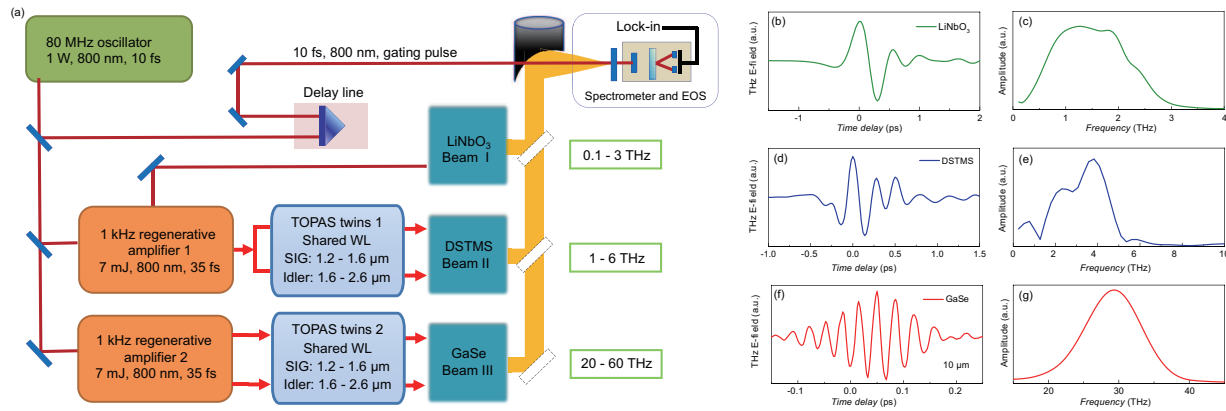 (a)
80 MHz oscillator
1 W, 800 nm, 10 fs
10 fs, 800 nm, gating pulse
Lock-in
Spectrometer and EOS
Delay line
LiNbO₃
Beam I
0.1 - 3 THz
1 kHz regenerative
amplifier 1
7 mJ, 800 nm, 35 fs
TOPAS twins 1
Shared WL
SIG: 1.2 - 1.6 μm
Idler: 1.6 - 2.6 μm
DSTMS
Beam II
1 - 6 THz
1 kHz regenerative
amplifier 2
7 mJ, 800 nm, 35 fs
TOPAS twins 2
Shared WL
SIG: 1.2 - 1.6 μm
Idler: 1.6 - 2.6 μm
GaSe
Beam III
20 - 60 THz
(b)
LiNbO₃
THz E-field (a.u.)
-1 0 1 2
Time delay (ps)
(c)
Amplitude (a.u.)
0 1 2 3 4
Frequency (THz)
(d)
DSTMS
THz E-field (a.u.)
-1.0 -0.5 0.0 0.5 1.0 1.5
Time delay (ps)
(e)
Amplitude (a.u.)
0 2 4 6 8 10
Frequency (THz)
(f)
GaSe
10 μm
THz E-field (a.u.)
-0.1 0.0 0.1 0.2
Time delay (ps)
(g)
Amplitude (a.u.)
20 30 40
Frequency (THz)